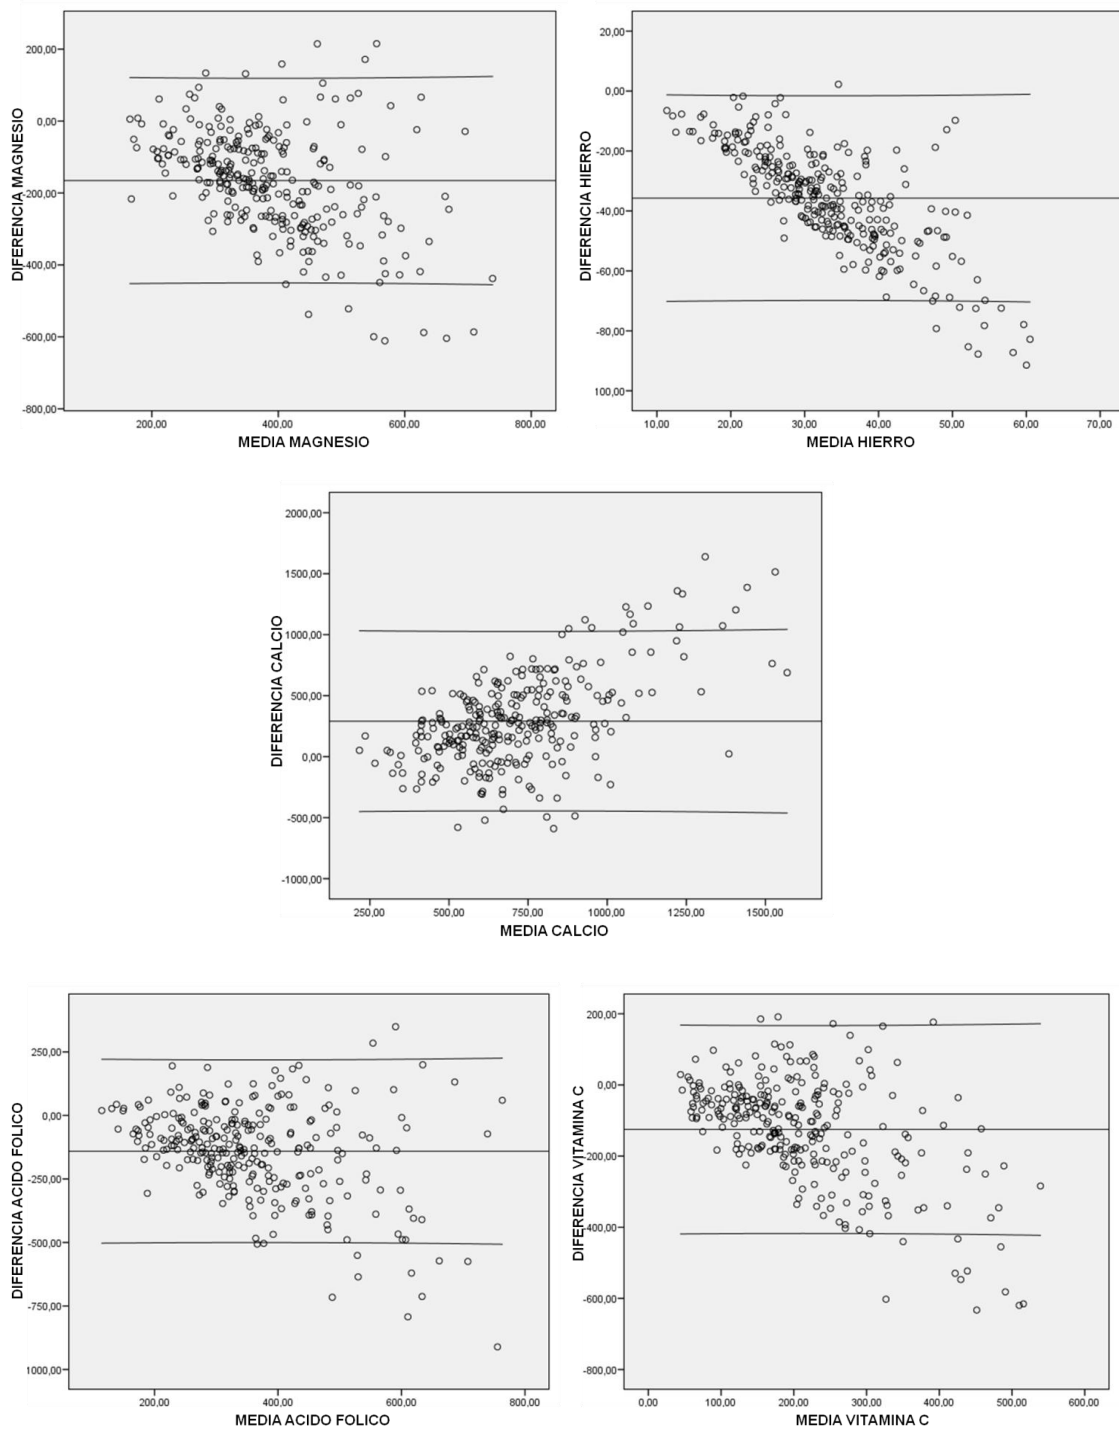 200,00
0,00
-200,00
-400,00
-600,00
-800,00
DIFERENCIA MAGNESIO
200,00 400,00 600,00 800,00
MEDIA MAGNESIO
20,00
0,00
-20,00
-40,00
-60,00
-80,00
100,00
DIFERENCIA HIERRO
10,00 20,00 30,00 40,00 50,00 60,00 70,00
MEDIA HIERRO
2000,00
1500,00
1000,00
500,00
0,00
-500,00
-1000,00
DIFERENCIA CALCIO
250,00 500,00 750,00 1000,00 1250,00 1500,00
MEDIA CALCIO
250,00
0,00
-250,00
-500,00
-750,00
1000,00
DIFERENCIA ACIDO FOLICO
200,00 400,00 600,00 800,00
MEDIA ACIDO FOLICO
200,00
0,00
-200,00
-400,00
-600,00
-800,00
DIFERENCIA VITAMINA C
0,00 100,00 200,00 300,00 400,00 500,00 600,00
MEDIA VITAMINA C